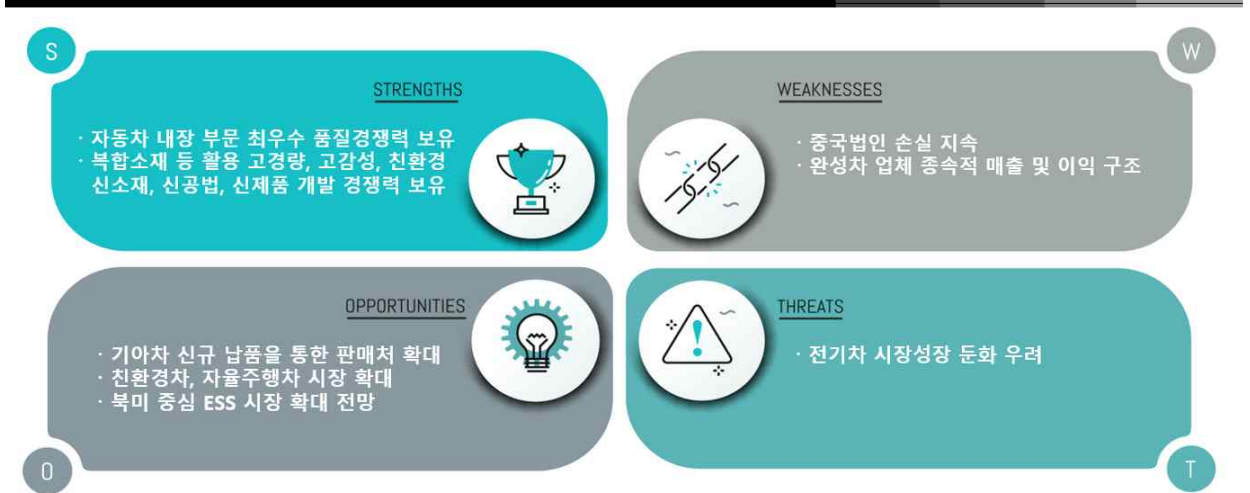 S
STRENGTHS
· 자동차 내장 부문 최우수 품질경쟁력 보유
· 복합소재 등 활용 고경량, 고감성, 친환경
신소재, 신공법, 신제품 개발 경쟁력 보유
W
WEAKNESSES
· 중국법인 손실 지속
· 완성차 업체 종속적 매출 및 이익 구조
OPPORTUNITIES
· 기아차 신규 납품을 통한 판매처 확대
· 친환경차, 자율주행차 시장 확대
· 북미 중심 ESS 시장 확대 전망
O
THREATS
· 전기차 시장성장 둔화 우려
T